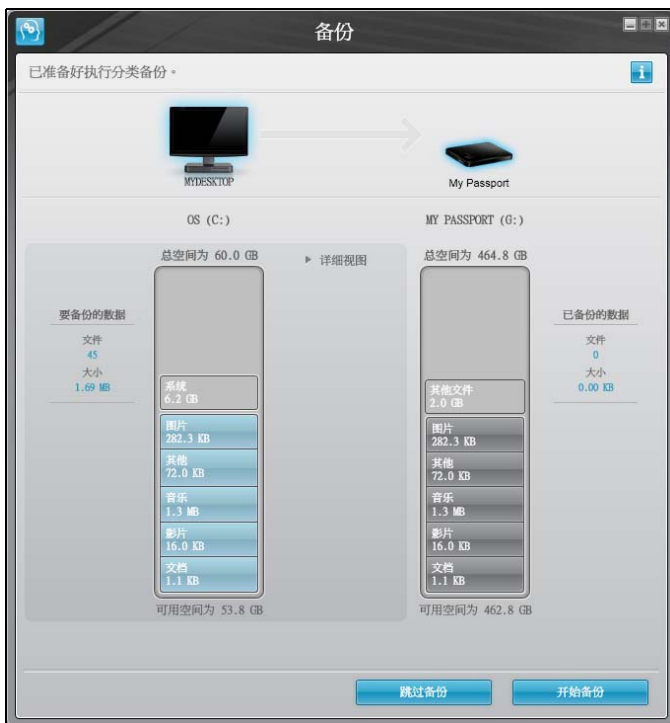 备份
已准备好执行分类备份。
MYDESKTOP
My Passport
OS (C:)
MY PASSPORT (G:)
总空间为 60.0 GB
详细视图
总空间为 464.8 GB
要备份的数据
文件
45
大小
1.69 MB
系统
6.2 GB
图片
282.3 KB
其他
72.0 KB
音乐
1.3 MB
影片
16.0 KB
文档
1.1 KB
其他文件
2.0 GB
图片
282.3 KB
其他
72.0 KB
音乐
1.3 MB
影片
16.0 KB
文档
1.1 KB
已备份的数据
文件
0
大小
0.00 KB
可用空间为 53.8 GB
可用空间为 462.8 GB
跳过备份
开始备份